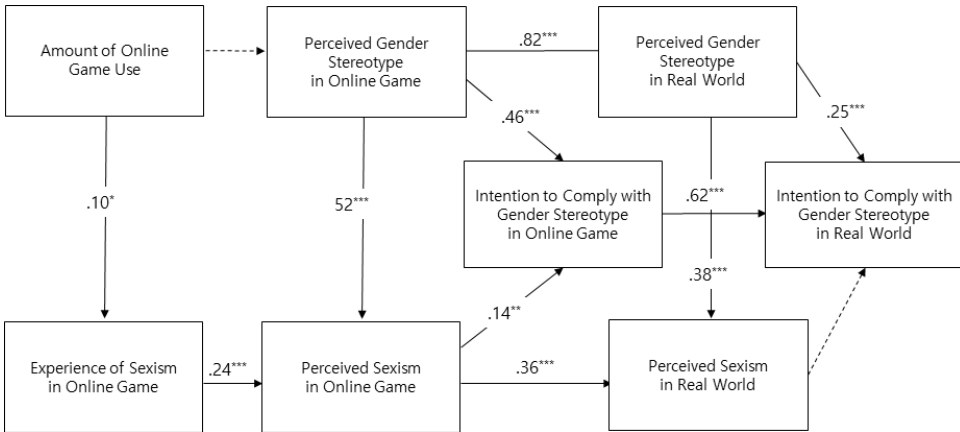 Amount of Online
Game Use
Perceived Gender
Stereotype
in Online Game
.82***
Perceived Gender
Stereotype
in Real World
.46***
.25***
.10*
52***
Intention to Comply with
Gender Stereotype
in Online Game
.62***
Intention to Comply with
Gender Stereotype
in Real World
.38***
.14**
Experience of Sexism
in Online Game
.24***
Perceived Sexism
in Online Game
.36***
Perceived Sexism
in Real World